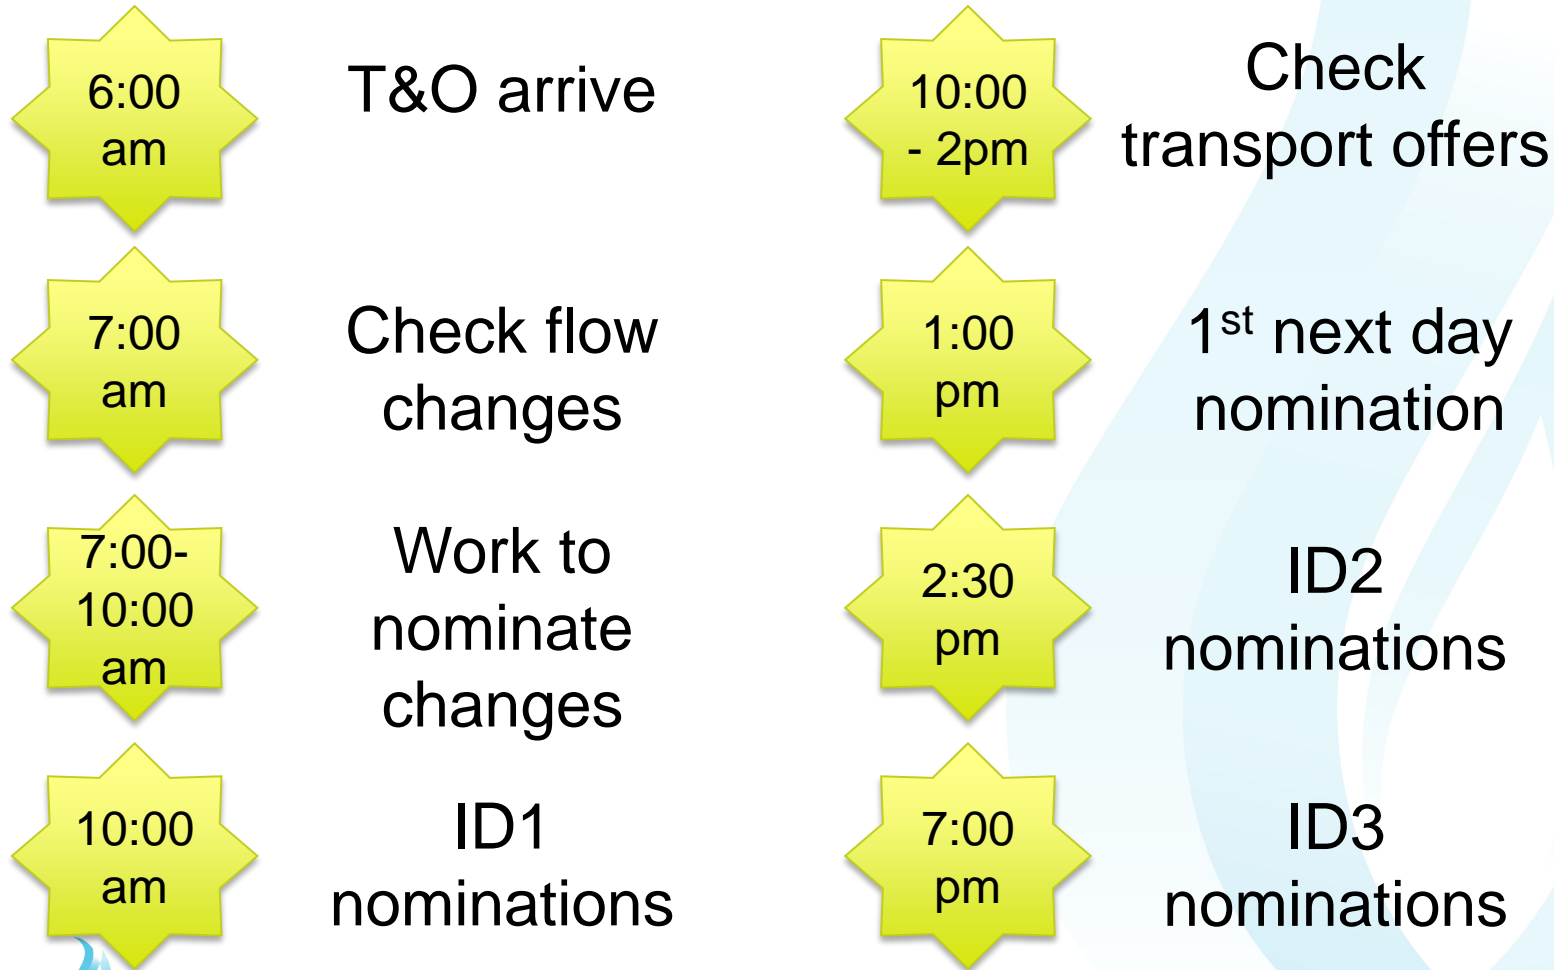 6:00
am
T&O arrive
7:00
am
Check flow
changes
7:00-
10:00
am
Work to
nominate
changes
10:00
am
ID1
nominations
10:00
- 2pm
Check
transport offers
1:00
pm
1st next day
nomination
2:30
pm
ID2
nominations
7:00
pm
ID3
nominations